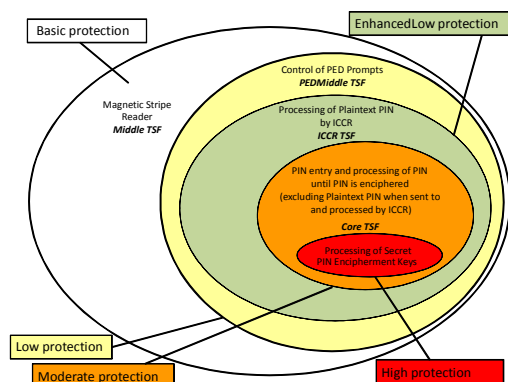 Basic protection
EnhancedLow protection
Control of PED Prompts
PEDMiddle TSF
Magnetic Stripe
Reader
Middle TSF
Processing of Plaintext PIN
by ICCR
ICCR TSF
PIN entry and processing of PIN
until PIN is enciphered
(excluding Plaintext PIN when sent to
and processed by ICCR)
Core TSF
Processing of Secret
PIN Encipherment Keys
Low protection
Moderate protection
High protection